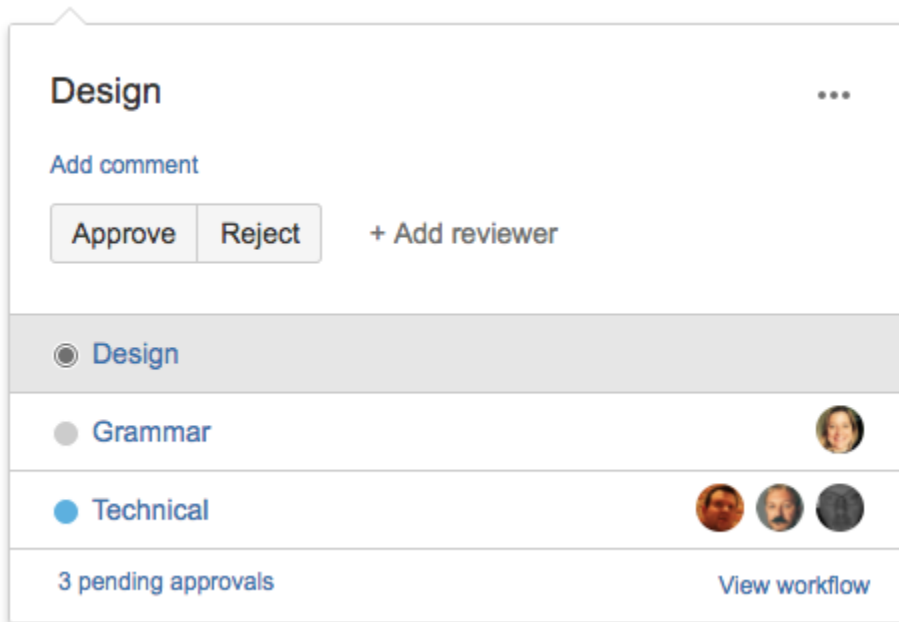 Design
Add comment
Approve Reject + Add reviewer
Design
Grammar
Technical
3 pending approvals View workflow